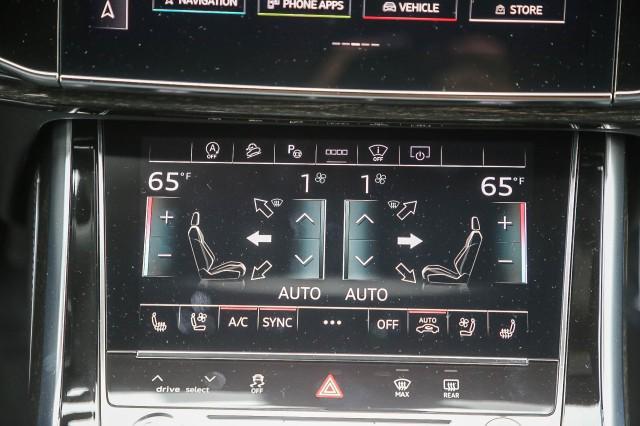 NAVIGATION PHONE APPS VEHICLE STORE
A OFF P OFF
65°F 1 1 65°F
+ +
− −
AUTO AUTO
A/C SYNC ... OFF AUTO
drive select OFF MAX REAR